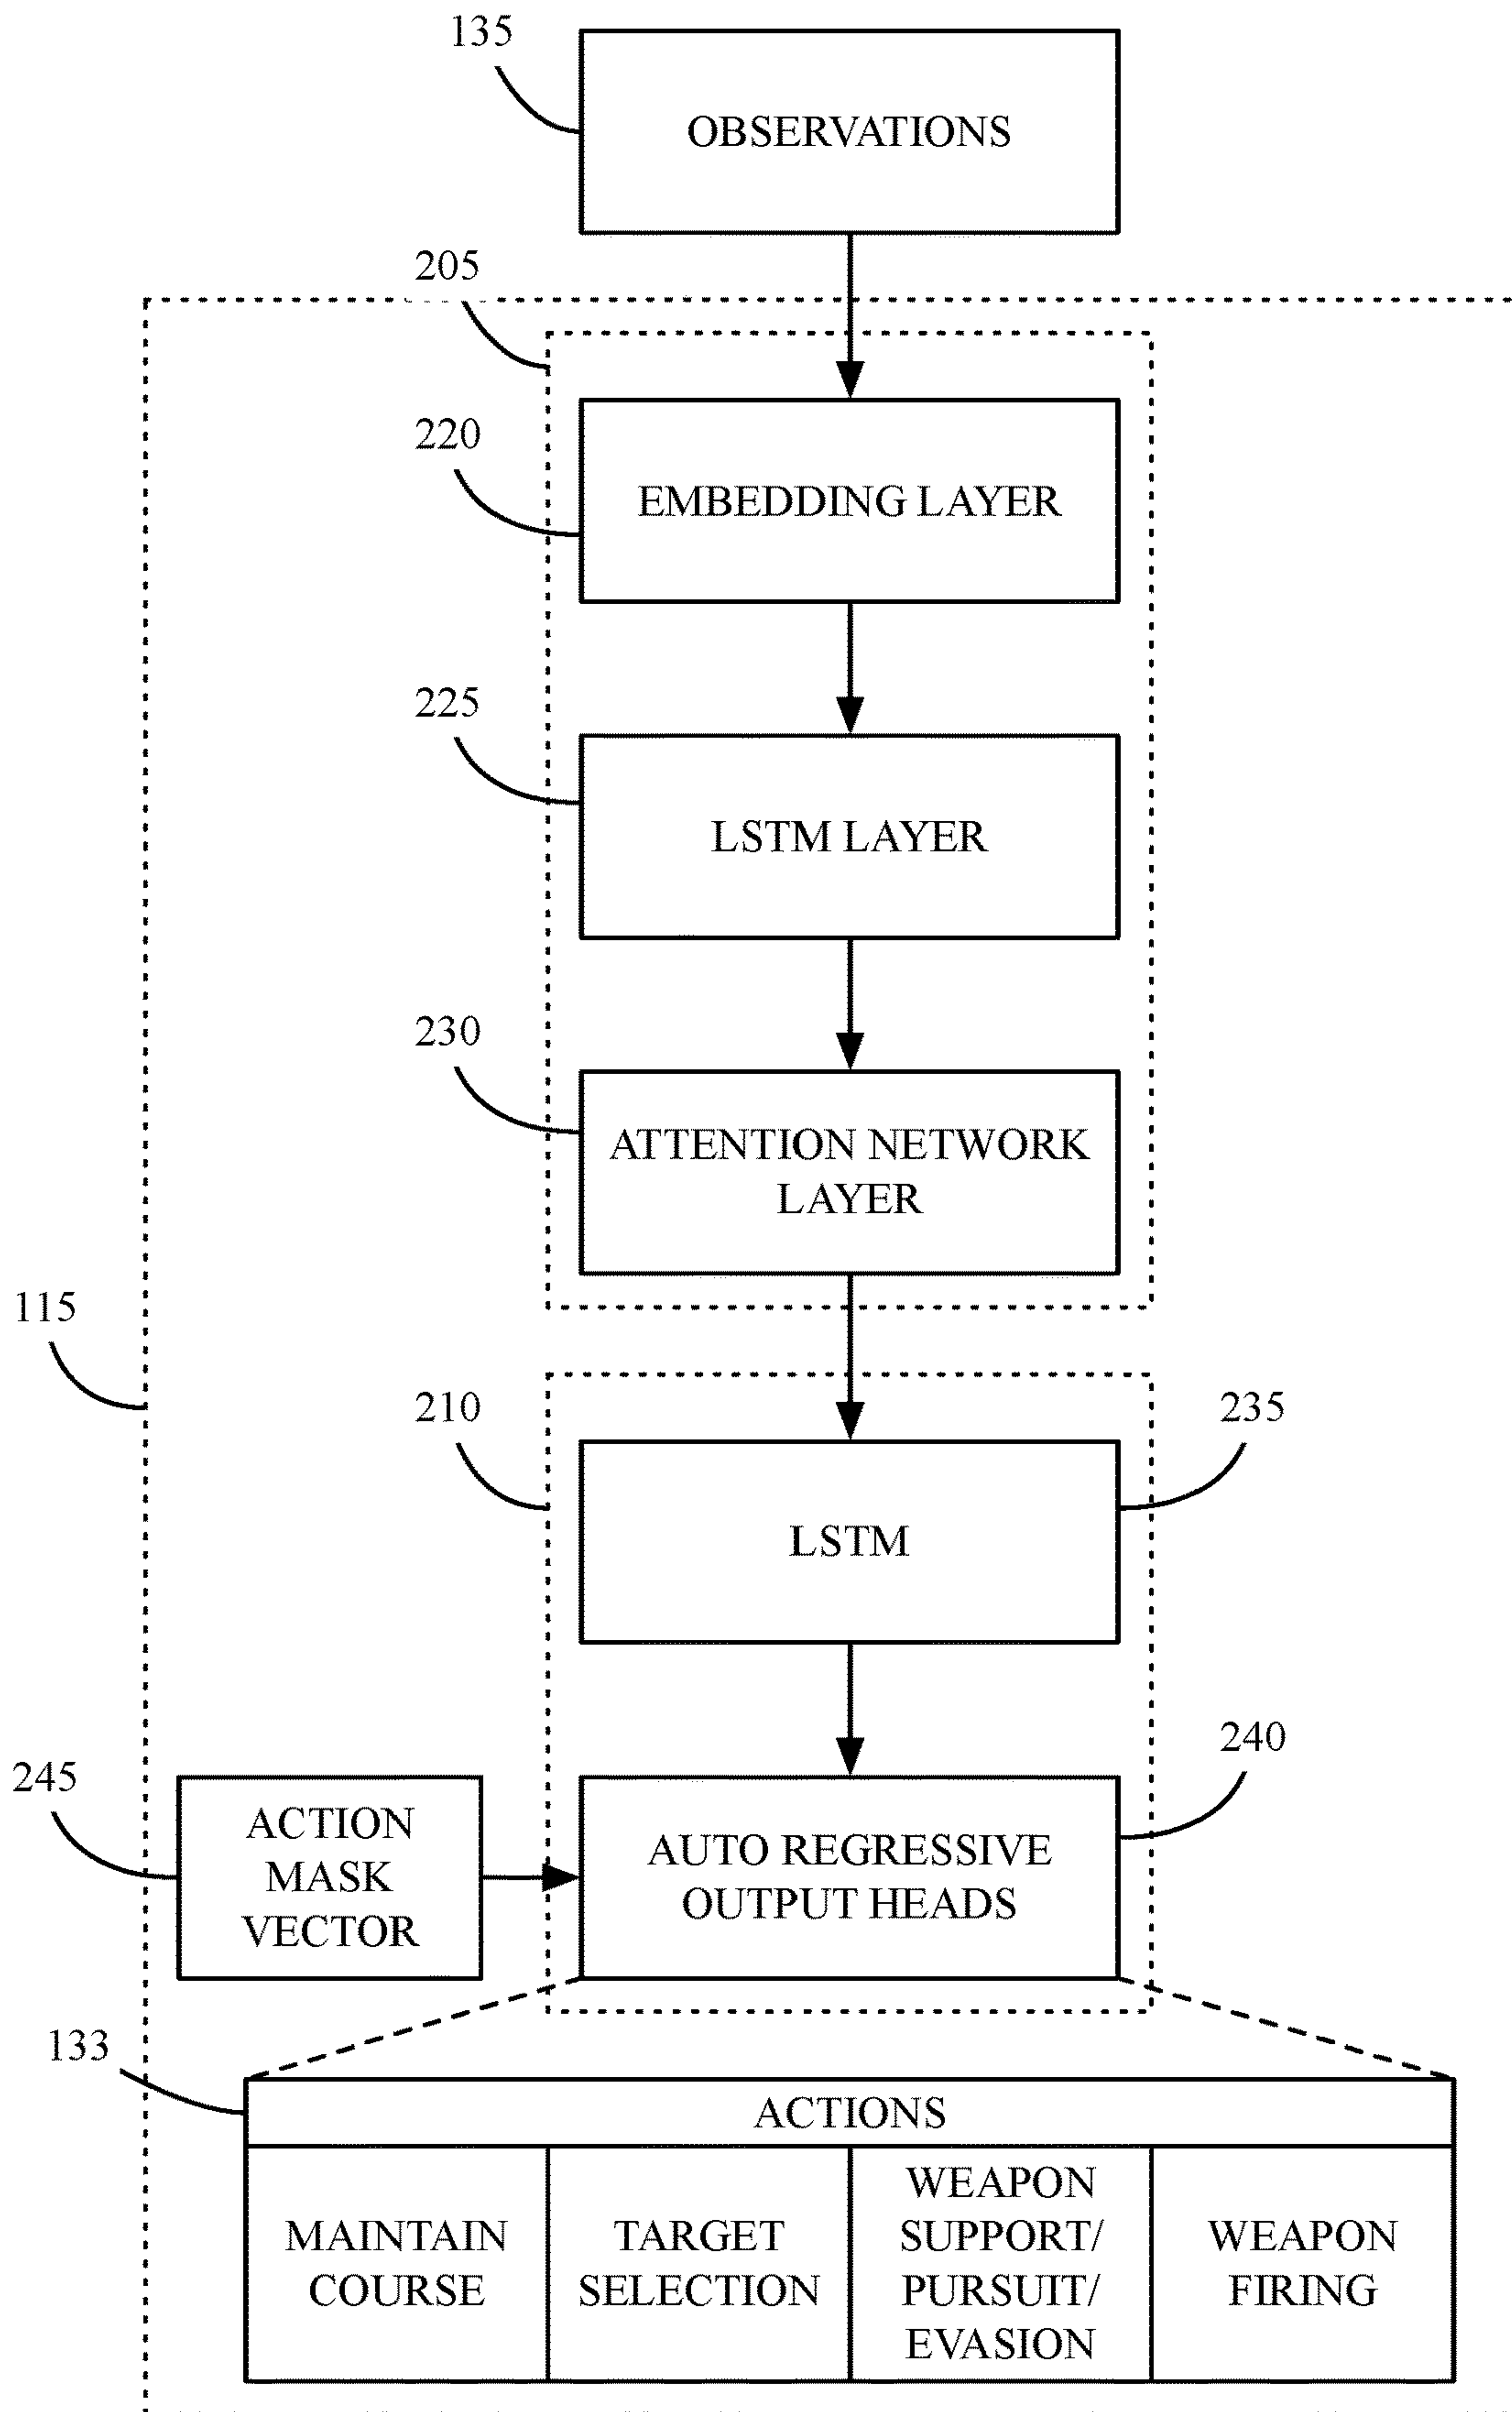 135
OBSERVATIONS
205
220
EMBEDDING LAYER
225
LSTM LAYER
230
ATTENTION NETWORK
LAYER
115
210
235
LSTM
240
245
ACTION
MASK
VECTOR
AUTO REGRESSIVE
OUTPUT HEADS
133
ACTIONS
MAINTAIN
COURSE
TARGET
SELECTION
WEAPON
SUPPORT/
PURSUIT/
EVASION
WEAPON
FIRING